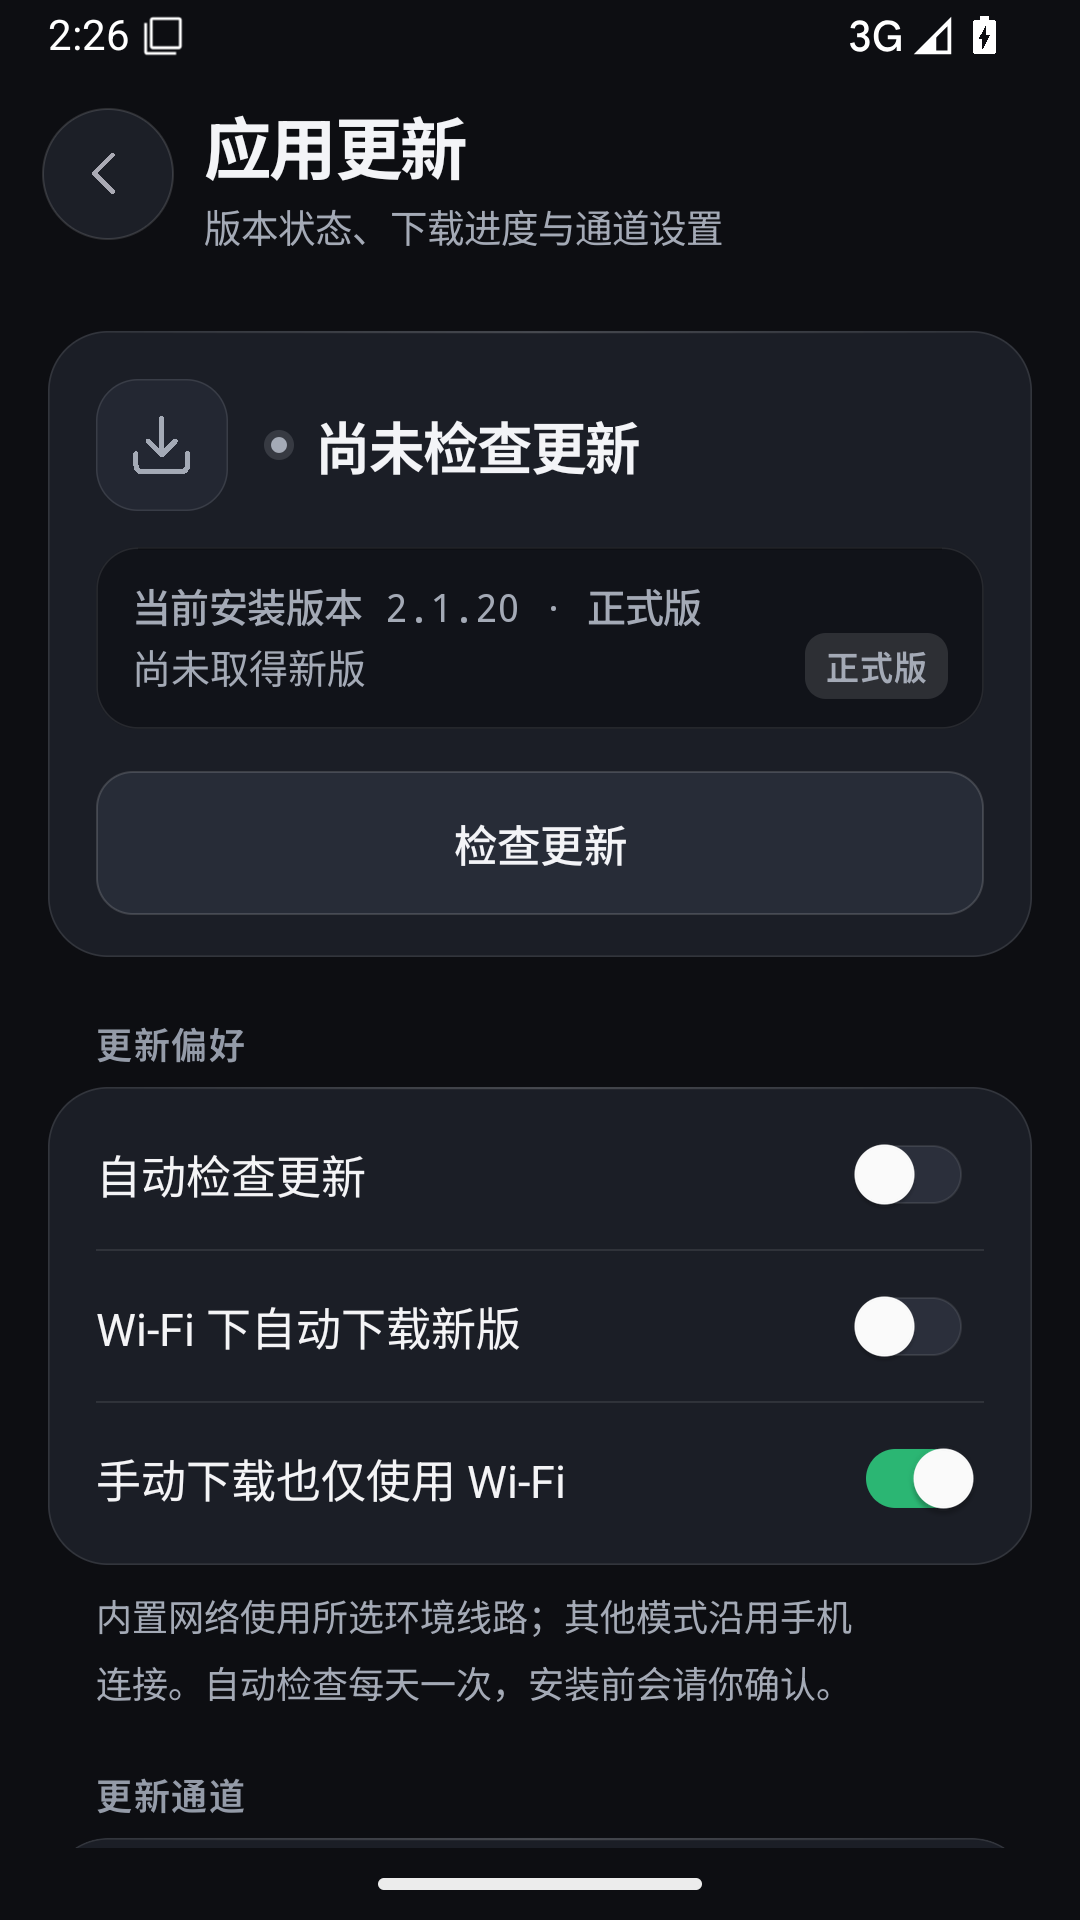 2:26
3G
应用更新
版本状态、下载进度与通道设置
尚未检查更新
当前安装版本 2.1.20 · 正式版
尚未取得新版
正式版
检查更新
更新偏好
自动检查更新
Wi-Fi 下自动下载新版
手动下载也仅使用 Wi-Fi
内置网络使用所选环境线路；其他模式沿用手机
连接。自动检查每天一次，安装前会请你确认。
更新通道